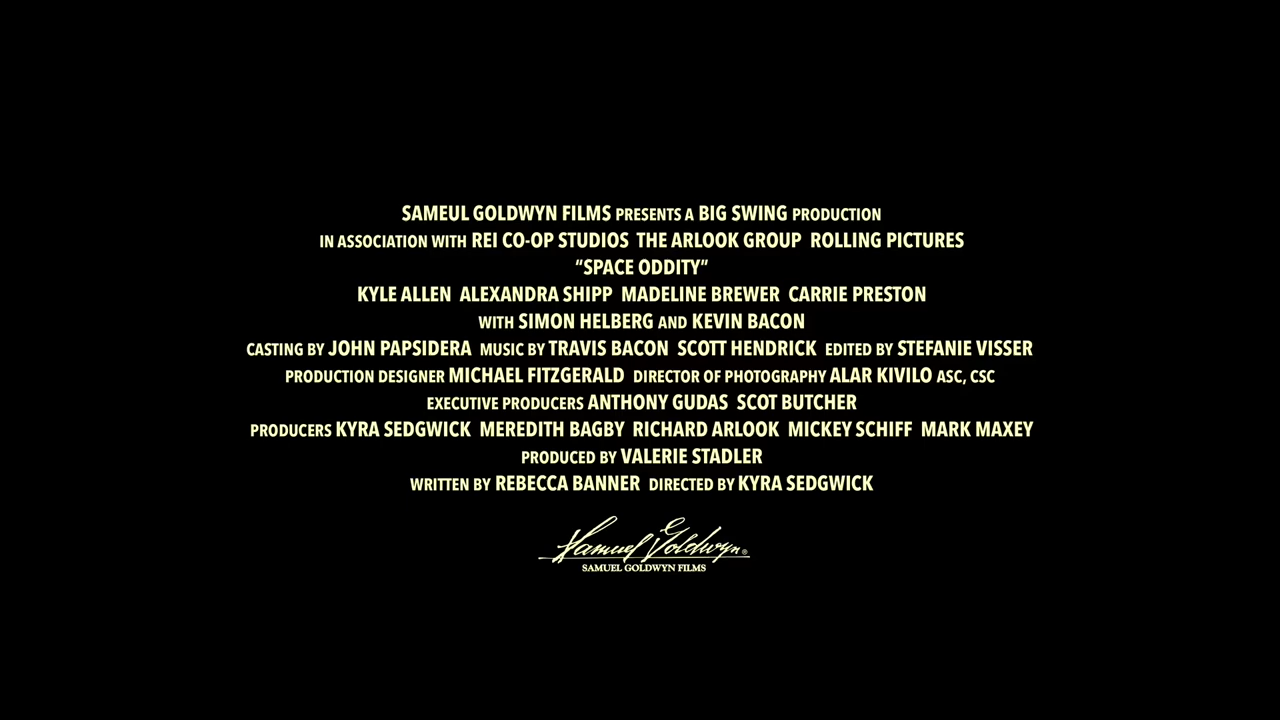 SAMEUL GOLDWYN FILMS PRESENTS A BIG SWING PRODUCTION
IN ASSOCIATION WITH REI CO-OP STUDIOS THE ARLOOK GROUP ROLLING PICTURES
"SPACE ODDITY"
KYLE ALLEN ALEXANDRA SHIPP MADELINE BREWER CARRIE PRESTON
WITH SIMON HELBERG AND KEVIN BACON
CASTING BY JOHN PAPSIDERA MUSIC BY TRAVIS BACON SCOTT HENDRICK EDITED BY STEFANIE VISSER
PRODUCTION DESIGNER MICHAEL FITZGERALD DIRECTOR OF PHOTOGRAPHY ALAR KIVILO ASC, CSC
EXECUTIVE PRODUCERS ANTHONY GUDAS SCOT BUTCHER
PRODUCERS KYRA SEDGWICK MEREDITH BAGBY RICHARD ARLOOK MICKEY SCHIFF MARK MAXEY
PRODUCED BY VALERIE STADLER
WRITTEN BY REBECCA BANNER DIRECTED BY KYRA SEDGWICK
Samuel Goldwyn®
SAMUEL GOLDWYN FILMS